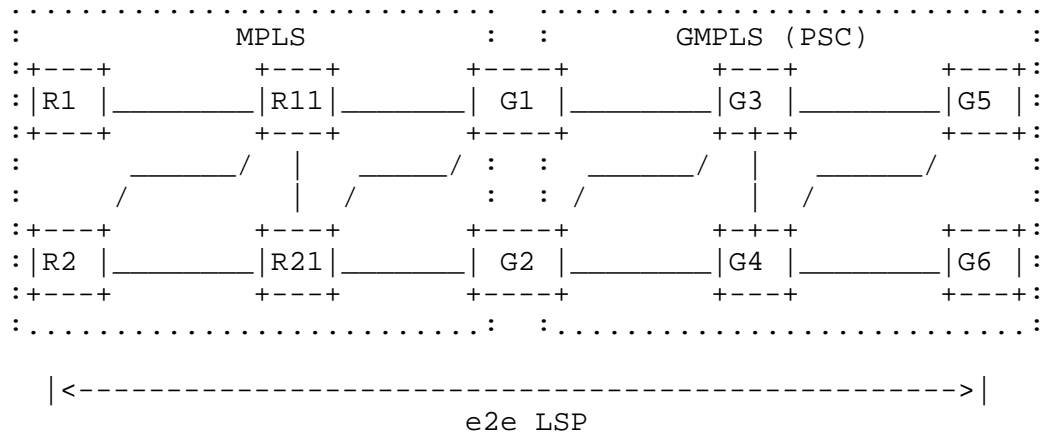 MPLS GMPLS (PSC)
R1 R11 G1 G3 G5
R2 R21 G2 G4 G6
e2e LSP